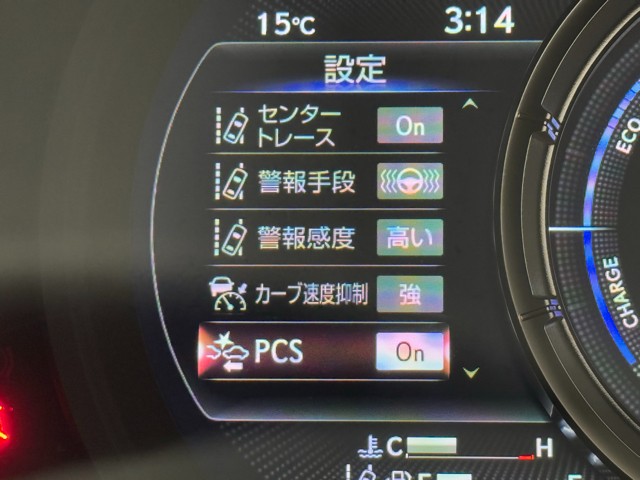 15℃ 3:14
設定
センター
トレース On
警報手段
警報感度 高い
カーブ速度抑制 強
PCS On
ECO
CHARGE
C H
E F